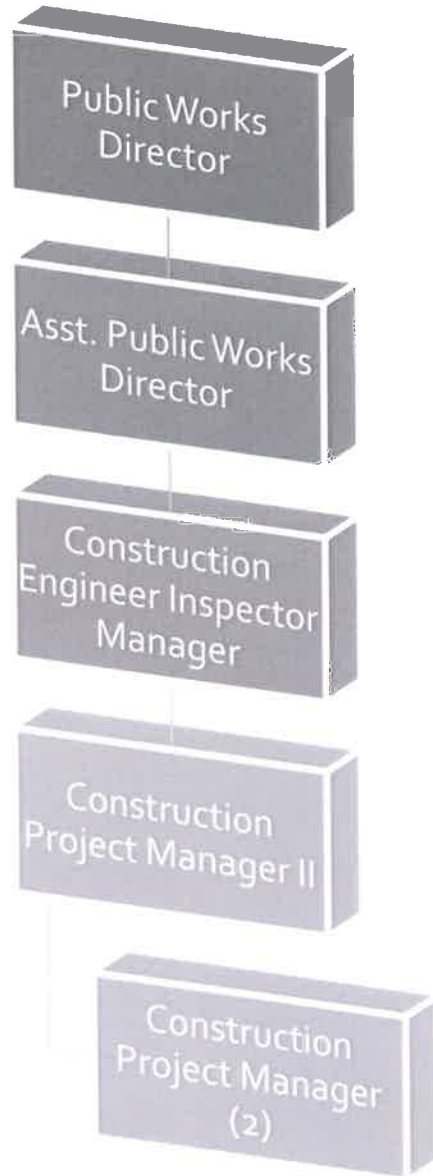 Public Works
Director
Asst. Public Works
Director
Construction
Engineer Inspector
Manager
Construction
Project Manager II
Construction
Project Manager
(2)